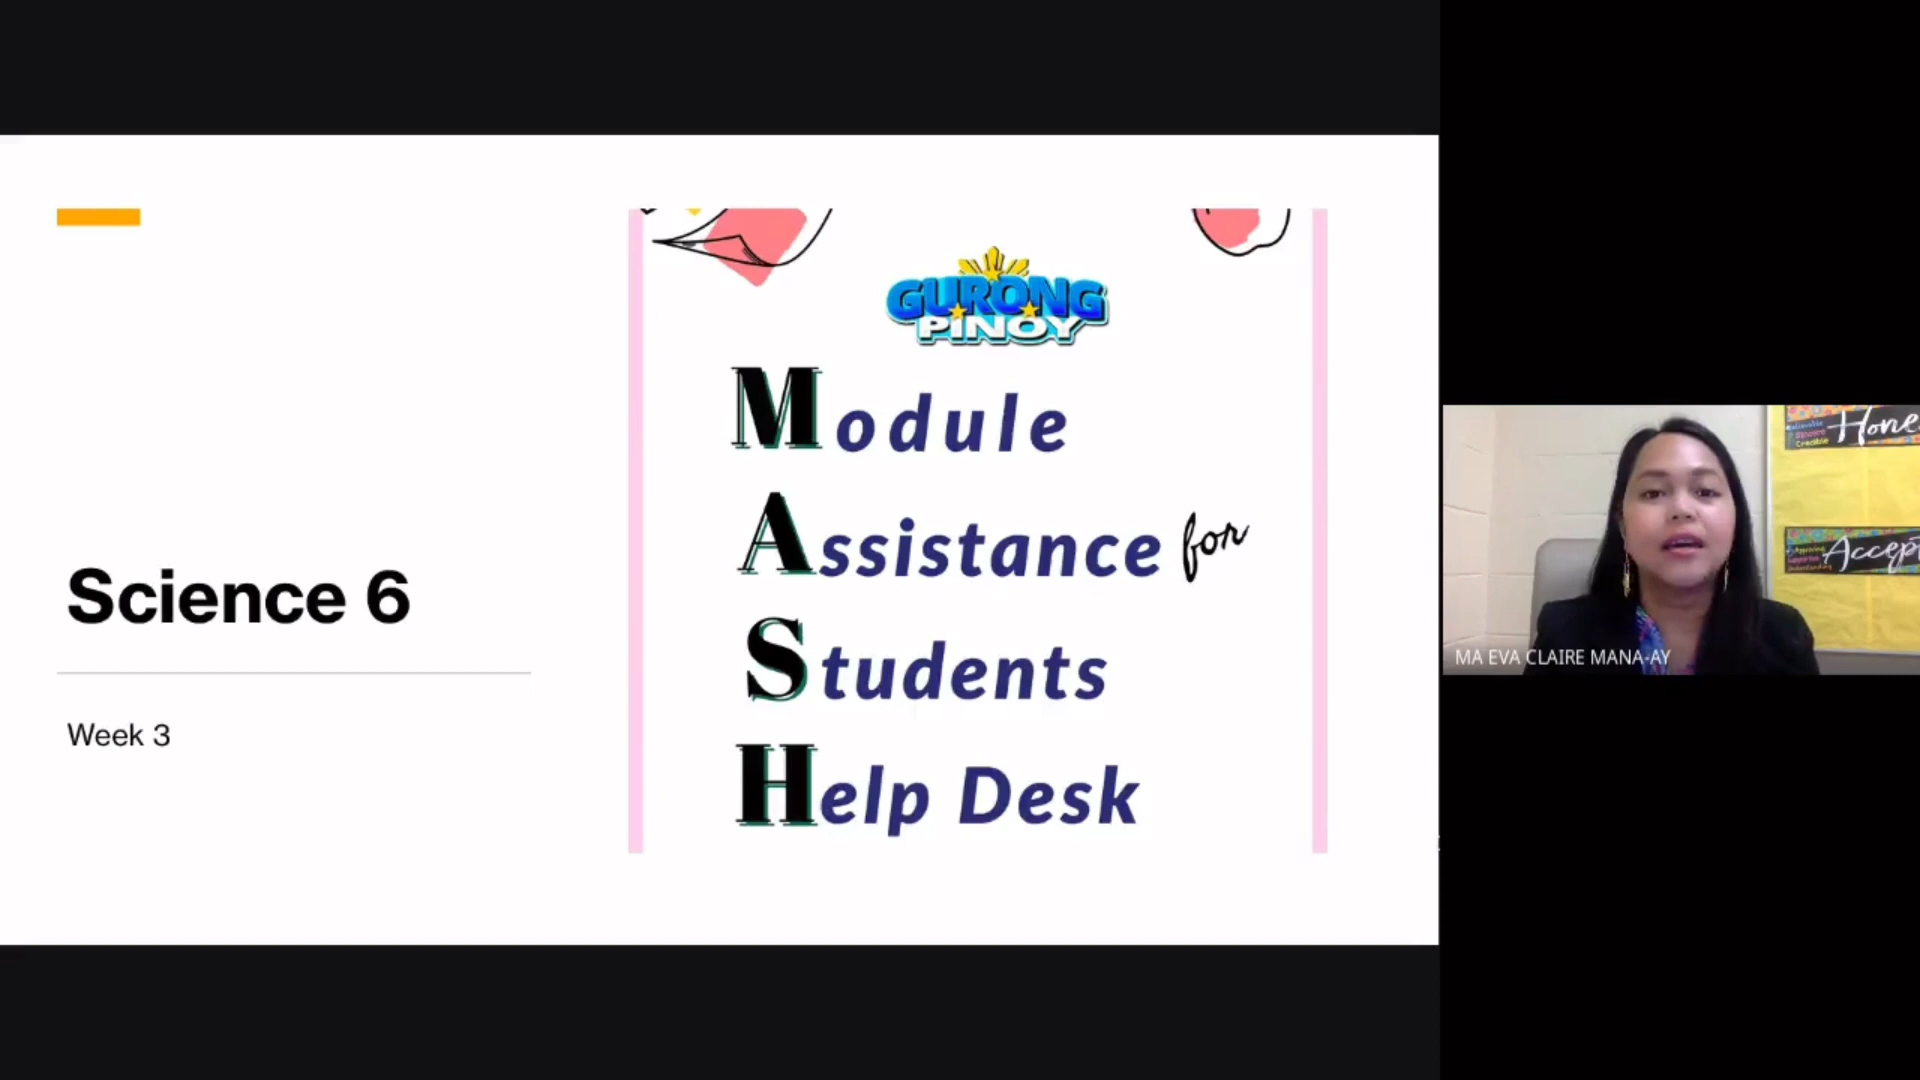 Science 6
Week 3
GURONG
PINOY
Module
Assistance for
Students
Help Desk
MA EVA CLAIRE MANA-AY